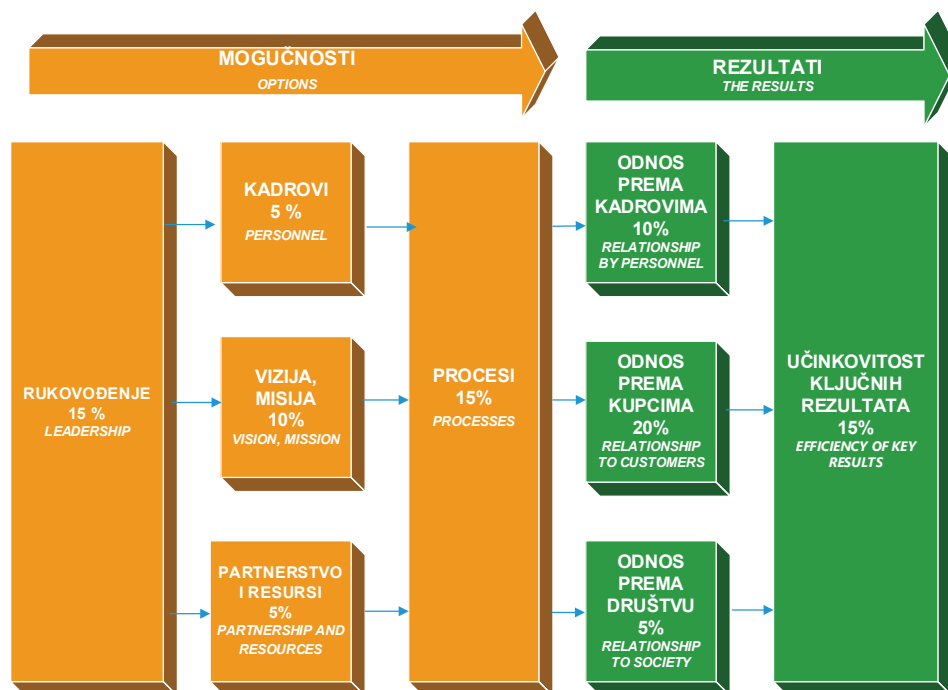 MOGUČNOSTI
OPTIONS
REZULTATI
THE RESULTS
RUKOVOĐENJE
15 %
LEADERSHIP
KADROVI
5 %
PERSONNEL
VIZIJA,
MISIJA
10%
VISION, MISSION
PARTNERSTVO
I RESURSI
5%
PARTNERSHIP AND
RESOURCES
PROCESI
15%
PROCESSES
ODNOS
PREMA
KADROVIMA
10%
RELATIONSHIP
BY PERSONNEL
ODNOS
PREMA
KUPCIMA
20%
RELATIONSHIP
TO CUSTOMERS
ODNOS
PREMA
DRUŠTVU
5%
RELATIONSHIP
TO SOCIETY
UČINKOVITOST
KLJUČNIH
REZULTATA
15%
EFFICIENCY OF KEY
RESULTS